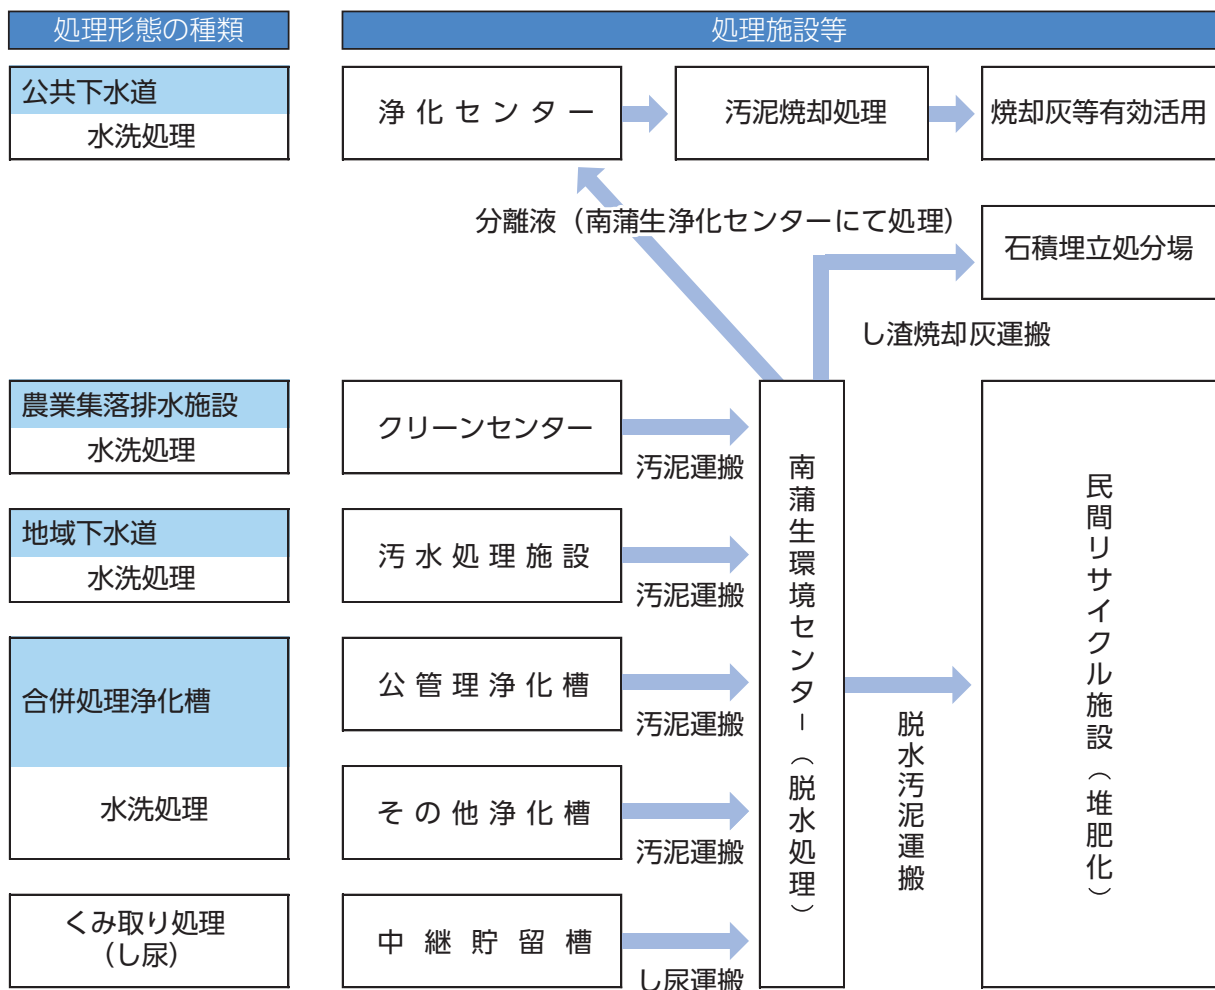 処理形態の種類
処理施設等
公共下水道
水洗処理
浄化センター
汚泥焼却処理
焼却灰等有効活用
分離液（南蒲生浄化センターにて処理）
石積埋立処分場
し渣焼却灰運搬
農業集落排水施設
水洗処理
クリーンセンター
汚泥運搬
地域下水道
水洗処理
汚水処理施設
汚泥運搬
合併処理浄化槽
水洗処理
公管理浄化槽
汚泥運搬
その他浄化槽
汚泥運搬
くみ取り処理
（し尿）
中継貯留槽
し尿運搬
南蒲生環境センター（脱水処理）
脱水汚泥運搬
民間リサイクル施設（堆肥化）